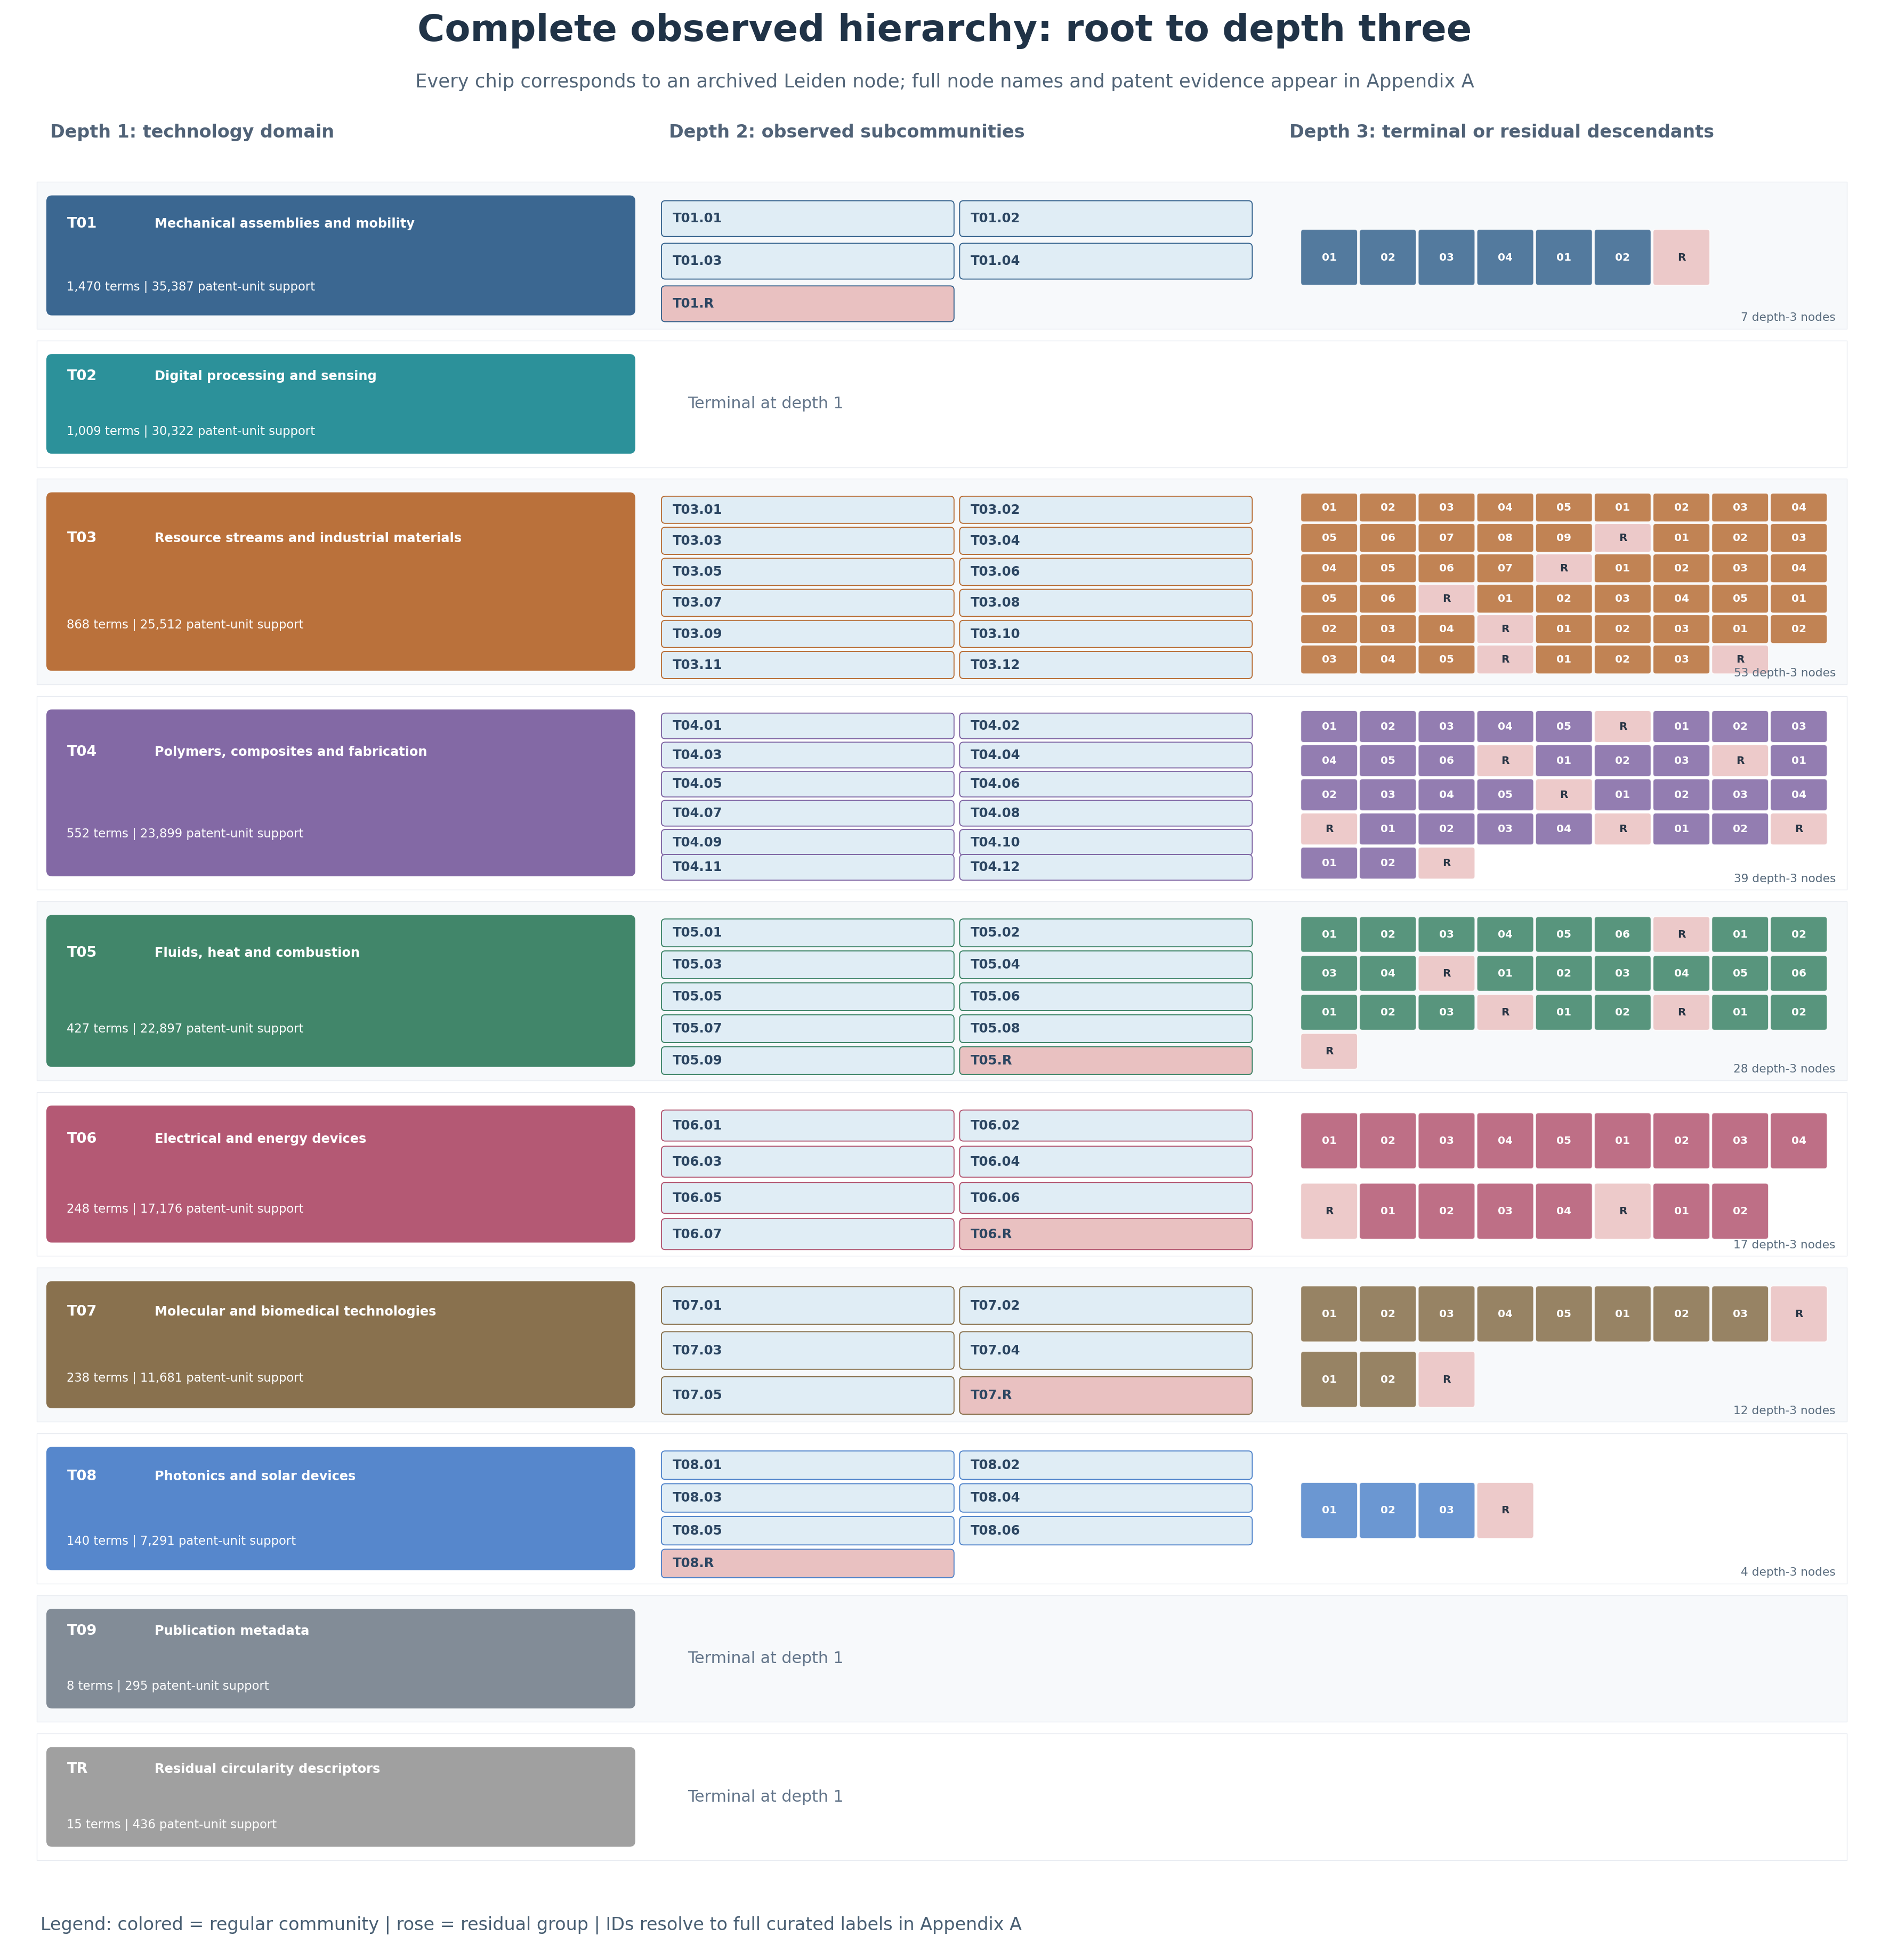 Complete observed hierarchy: root to depth three
Every chip corresponds to an archived Leiden node; full node names and patent evidence appear in Appendix A
Depth 1: technology domain Depth 2: observed subcommunities Depth 3: terminal or residual descendants
T01 Mechanical assemblies and mobility
1,470 terms | 35,387 patent-unit support
T01.01 T01.02
T01.03 T01.04
T01.R
01 02 03 04 01 02 R
7 depth-3 nodes
T02 Digital processing and sensing
1,009 terms | 30,322 patent-unit support
Terminal at depth 1
T03 Resource streams and industrial materials
868 terms | 25,512 patent-unit support
T03.01 T03.02
T03.03 T03.04
T03.05 T03.06
T03.07 T03.08
T03.09 T03.10
T03.11 T03.12
01 02 03 04 05 01 02 03 04
05 06 07 08 09 R 01 02 03
04 05 06 07 R 01 02 03 04
05 06 R 01 02 03 04 05 01
02 03 04 R 01 02 03 01 02
03 04 05 R 01 02 03 R
53 depth-3 nodes
T04 Polymers, composites and fabrication
552 terms | 23,899 patent-unit support
T04.01 T04.02
T04.03 T04.04
T04.05 T04.06
T04.07 T04.08
T04.09 T04.10
T04.11 T04.12
01 02 03 04 05 R 01 02 03
04 05 06 R 01 02 03 R 01
02 03 04 05 R 01 02 03 04
R 01 02 03 04 R 01 02 R
01 02 R
39 depth-3 nodes
T05 Fluids, heat and combustion
427 terms | 22,897 patent-unit support
T05.01 T05.02
T05.03 T05.04
T05.05 T05.06
T05.07 T05.08
T05.09 T05.R
01 02 03 04 05 06 R 01 02
03 04 R 01 02 03 04 05 06
01 02 03 R 01 02 R 01 02
R
28 depth-3 nodes
T06 Electrical and energy devices
248 terms | 17,176 patent-unit support
T06.01 T06.02
T06.03 T06.04
T06.05 T06.06
T06.07 T06.R
01 02 03 04 05 01 02 03 04
R 01 02 03 04 R 01 02
17 depth-3 nodes
T07 Molecular and biomedical technologies
238 terms | 11,681 patent-unit support
T07.01 T07.02
T07.03 T07.04
T07.05 T07.R
01 02 03 04 05 01 02 03 R
01 02 R
12 depth-3 nodes
T08 Photonics and solar devices
140 terms | 7,291 patent-unit support
T08.01 T08.02
T08.03 T08.04
T08.05 T08.06
T08.R
01 02 03 R
4 depth-3 nodes
T09 Publication metadata
8 terms | 295 patent-unit support
Terminal at depth 1
TR Residual circularity descriptors
15 terms | 436 patent-unit support
Terminal at depth 1
Legend: colored = regular community | rose = residual group | IDs resolve to full curated labels in Appendix A